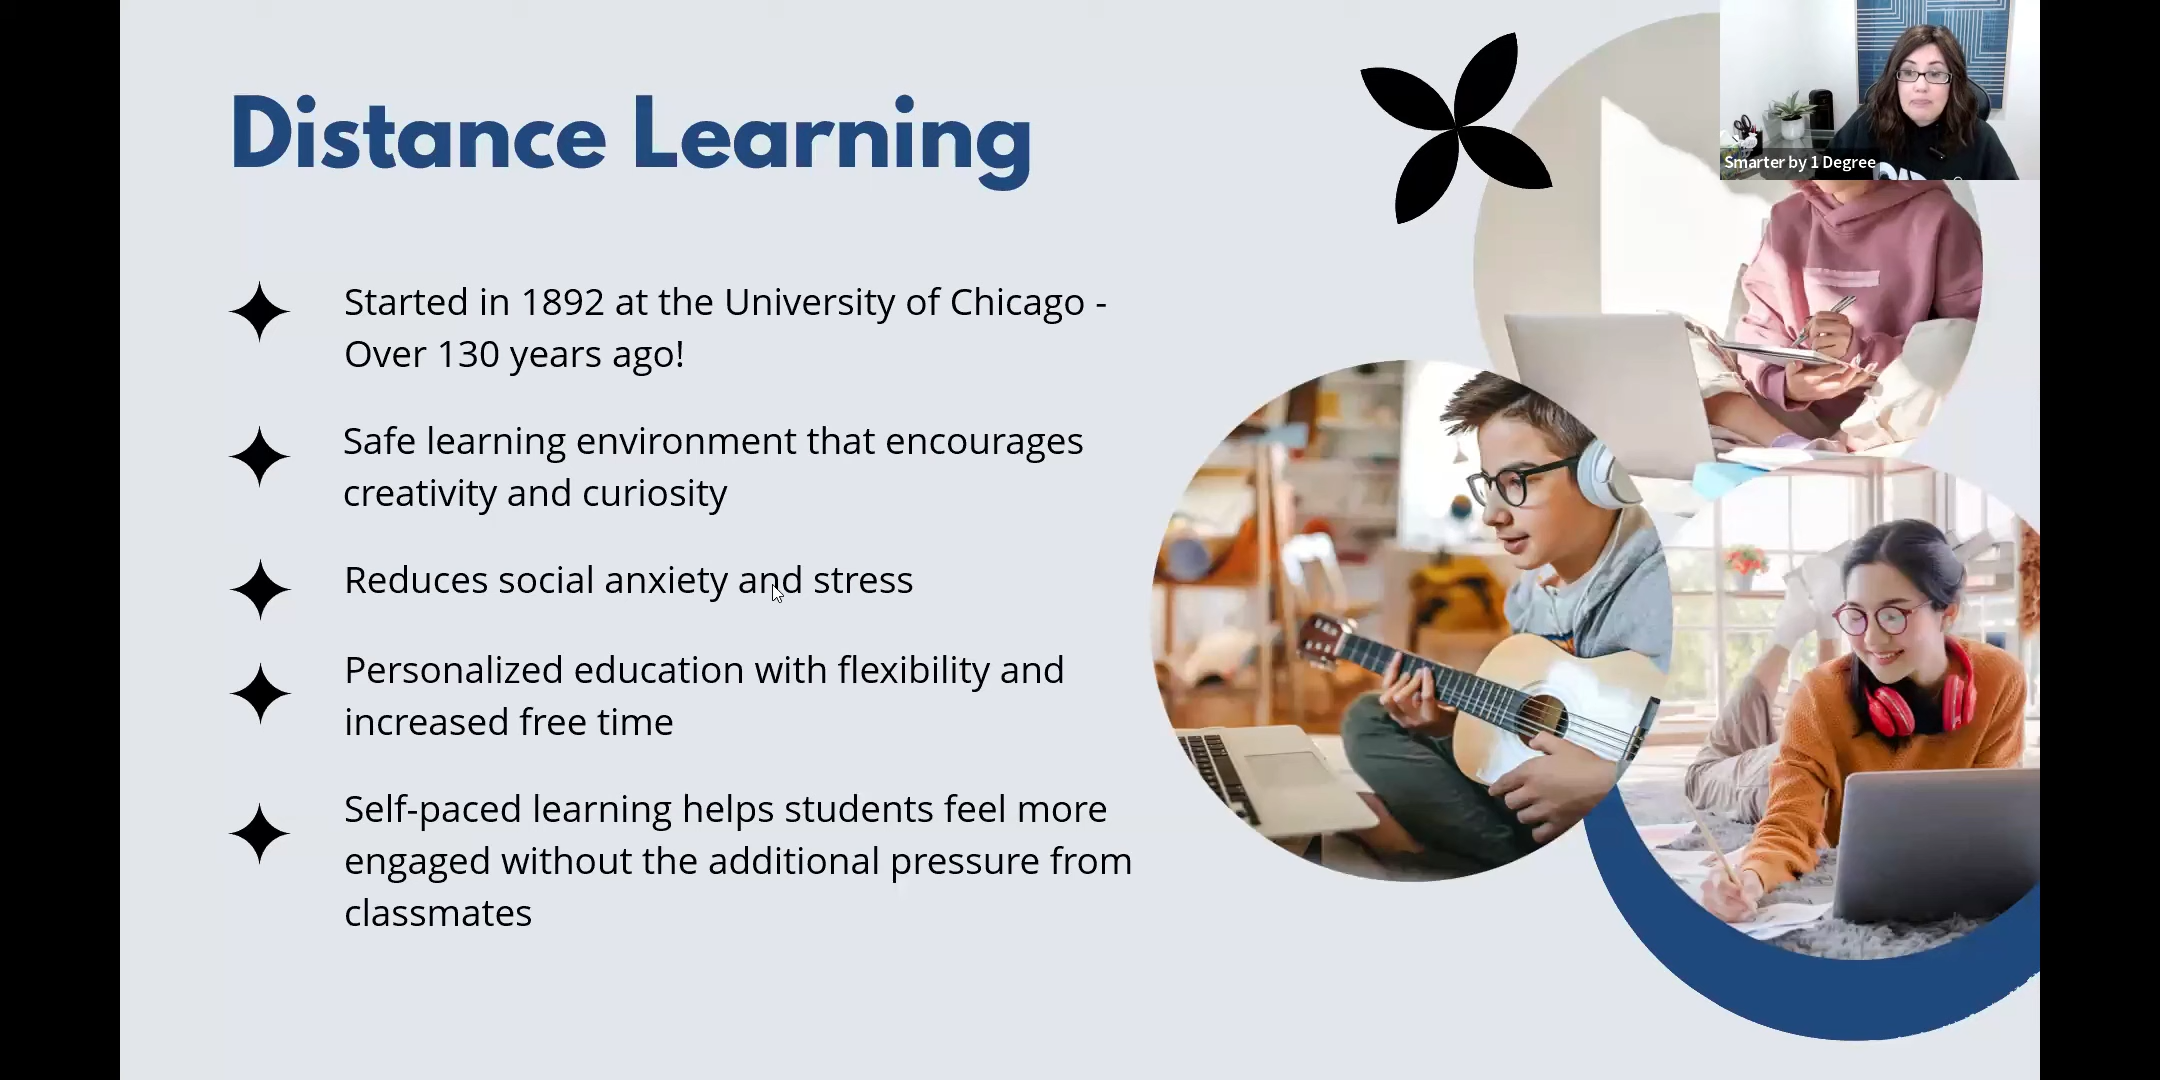 Distance Learning
Smarter by 1 Degree
Started in 1892 at the University of Chicago -
Over 130 years ago!
Safe learning environment that encourages
creativity and curiosity
Reduces social anxiety and stress
Personalized education with flexibility and
increased free time
Self-paced learning helps students feel more
engaged without the additional pressure from
classmates